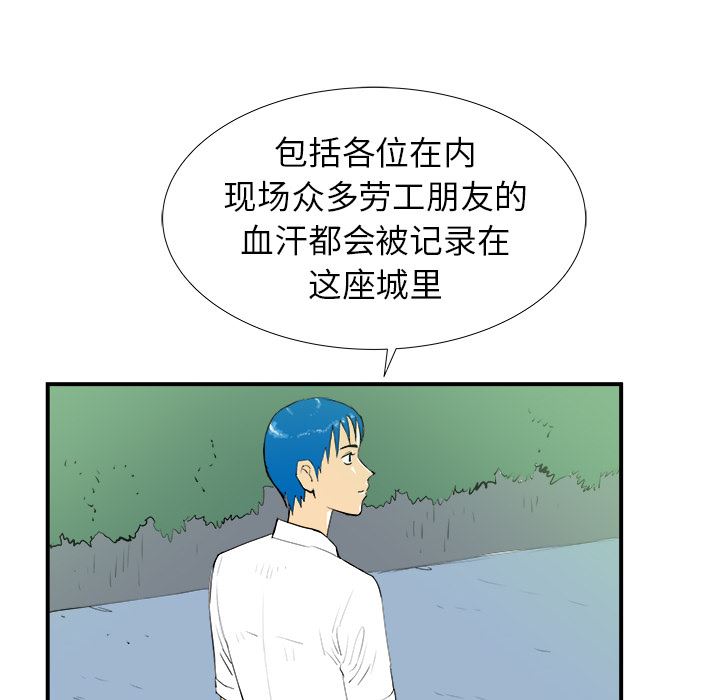 包括各位在内
现场众多劳工朋友的
血汗都会被记录在
这座城里